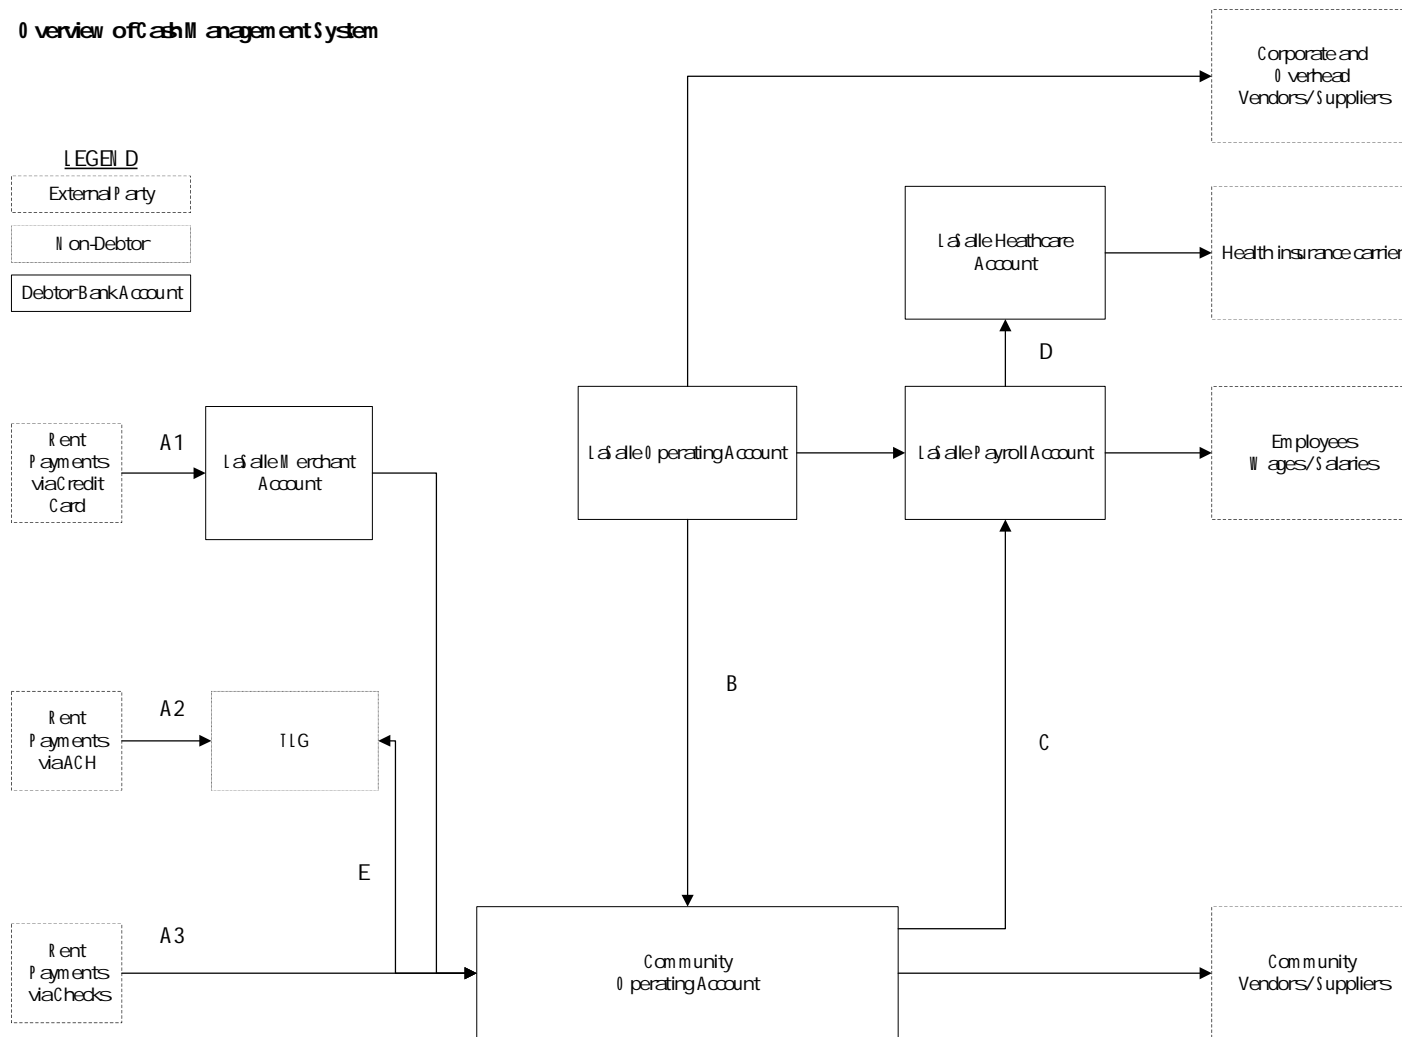 Overview of Cash Management System
Corporate and
Overhead
Vendors/Suppliers
LEGEND
External Party
Non-Debtor
Debtor Bank Account
LaSalle Heathcare
Account
Health insurance carrier
D
A1
Rent
Payments
via Credit
Card
LaSalle Merchant
Account
LaSalle Operating Account
LaSalle Payroll Account
Employees
Wages/Salaries
A2
Rent
Payments
via ACH
TLG
B
C
E
A3
Rent
Payments
via Checks
Community
Operating Account
Community
Vendors/Suppliers